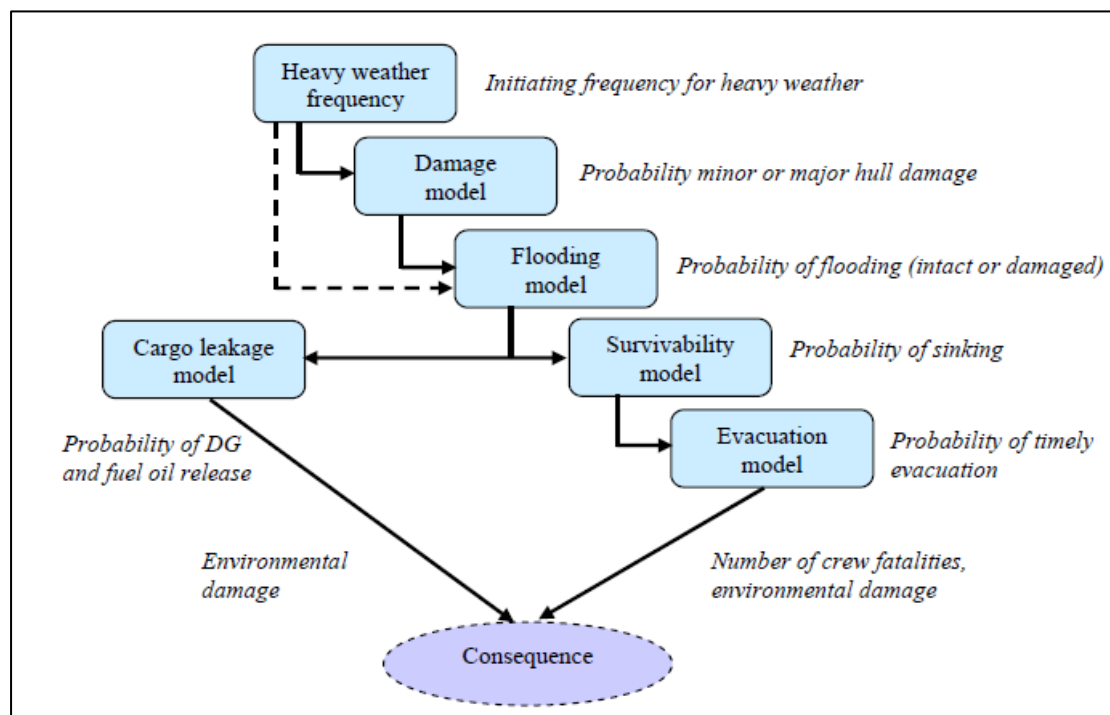 Heavy weather
frequency
Initiating frequency for heavy weather
Damage
model
Probability minor or major hull damage
Flooding
model
Probability of flooding (intact or damaged)
Cargo leakage
model
Survivability
model
Probability of sinking
Probability of DG
and fuel oil release
Evacuation
model
Probability of timely
evacuation
Environmental
damage
Number of crew fatalities,
environmental damage
Consequence